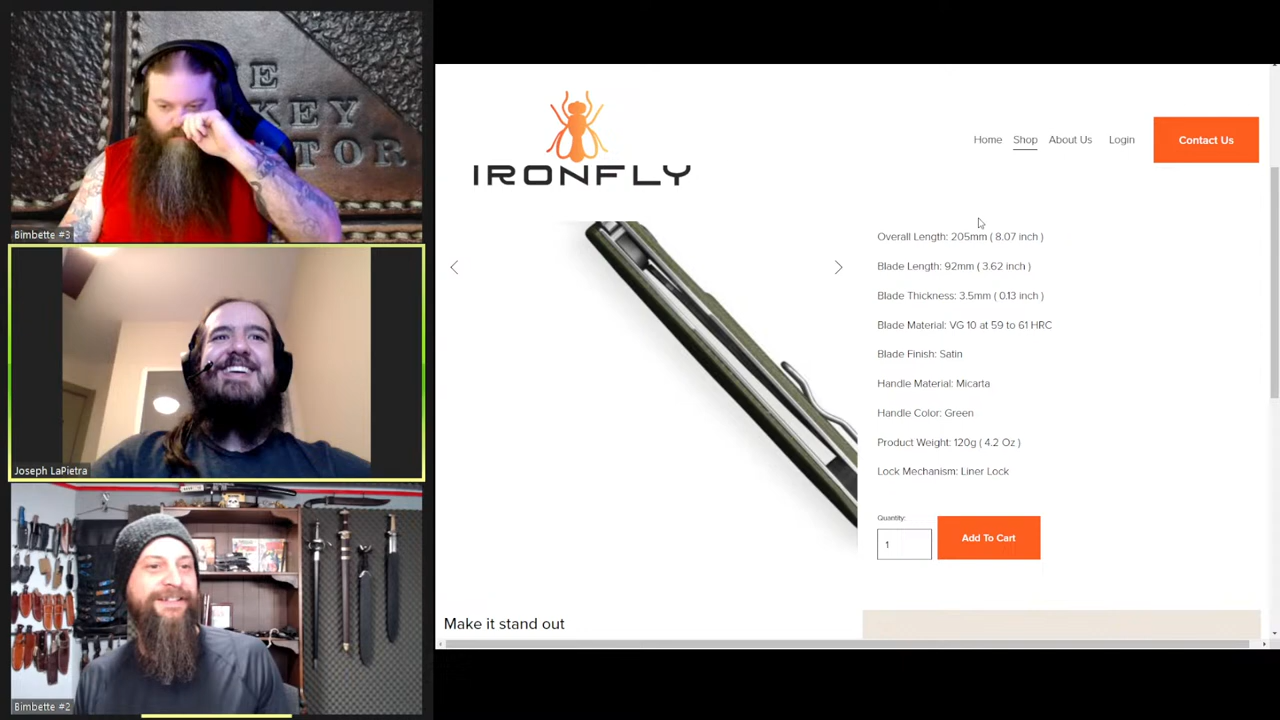 Bimbette #3
Joseph LaPietra
Bimbette #2
IRONFLY
Home
Shop
About Us
Login
Contact Us
Overall Length: 205mm ( 8.07 inch )
Blade Length: 92mm ( 3.62 inch )
Blade Thickness: 3.5mm ( 0.13 inch )
Blade Material: VG 10 at 59 to 61 HRC
Blade Finish: Satin
Handle Material: Micarta
Handle Color: Green
Product Weight: 120g ( 4.2 Oz )
Lock Mechanism: Liner Lock
Quantity:
1
Add To Cart
Make it stand out